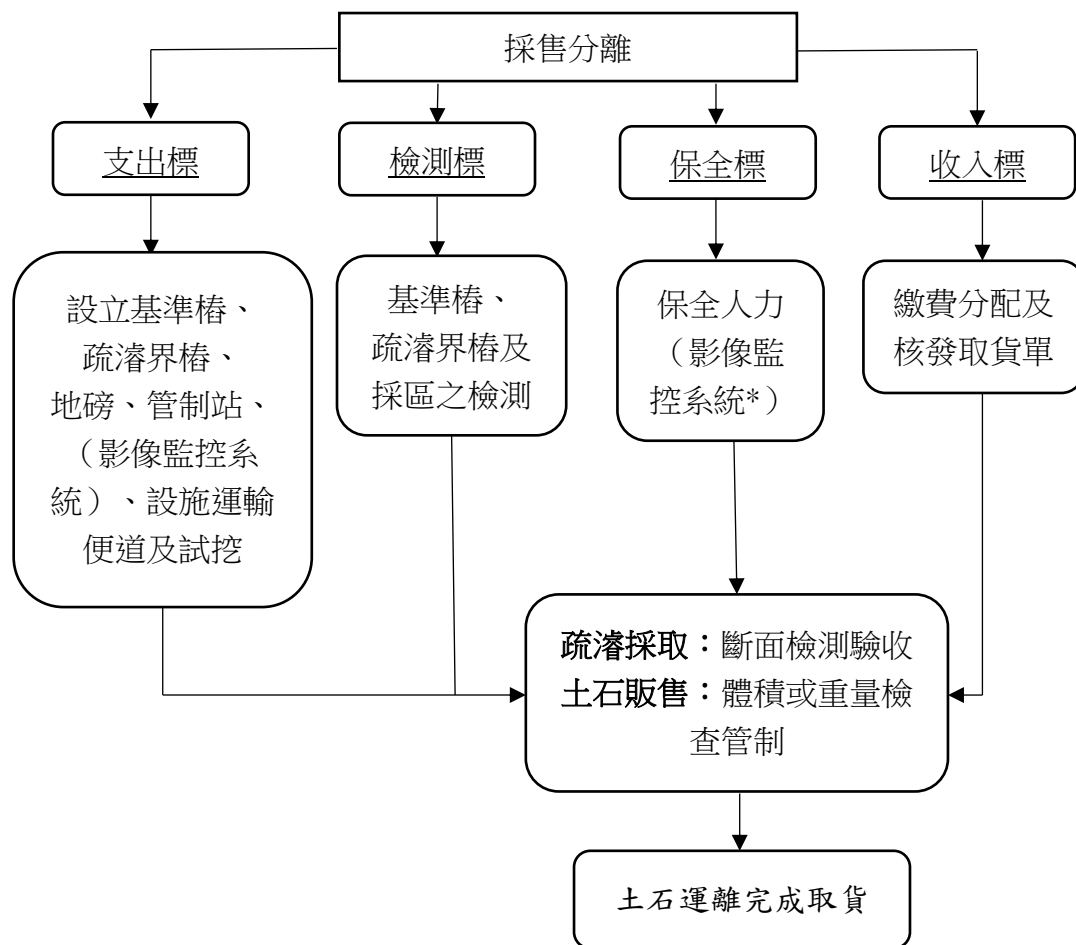 採售分離
支出標
檢測標
保全標
收入標
設立基準樁、
疏濬界樁、
地磅、管制站、
（影像監控系
統）、設施運輸
便道及試挖
基準樁、
疏濬界樁及
採區之檢測
保全人力
（影像監
控系統*）
繳費分配及
核發取貨單
疏濬採取：斷面檢測驗收
土石販售：體積或重量檢
查管制
土石運離完成取貨